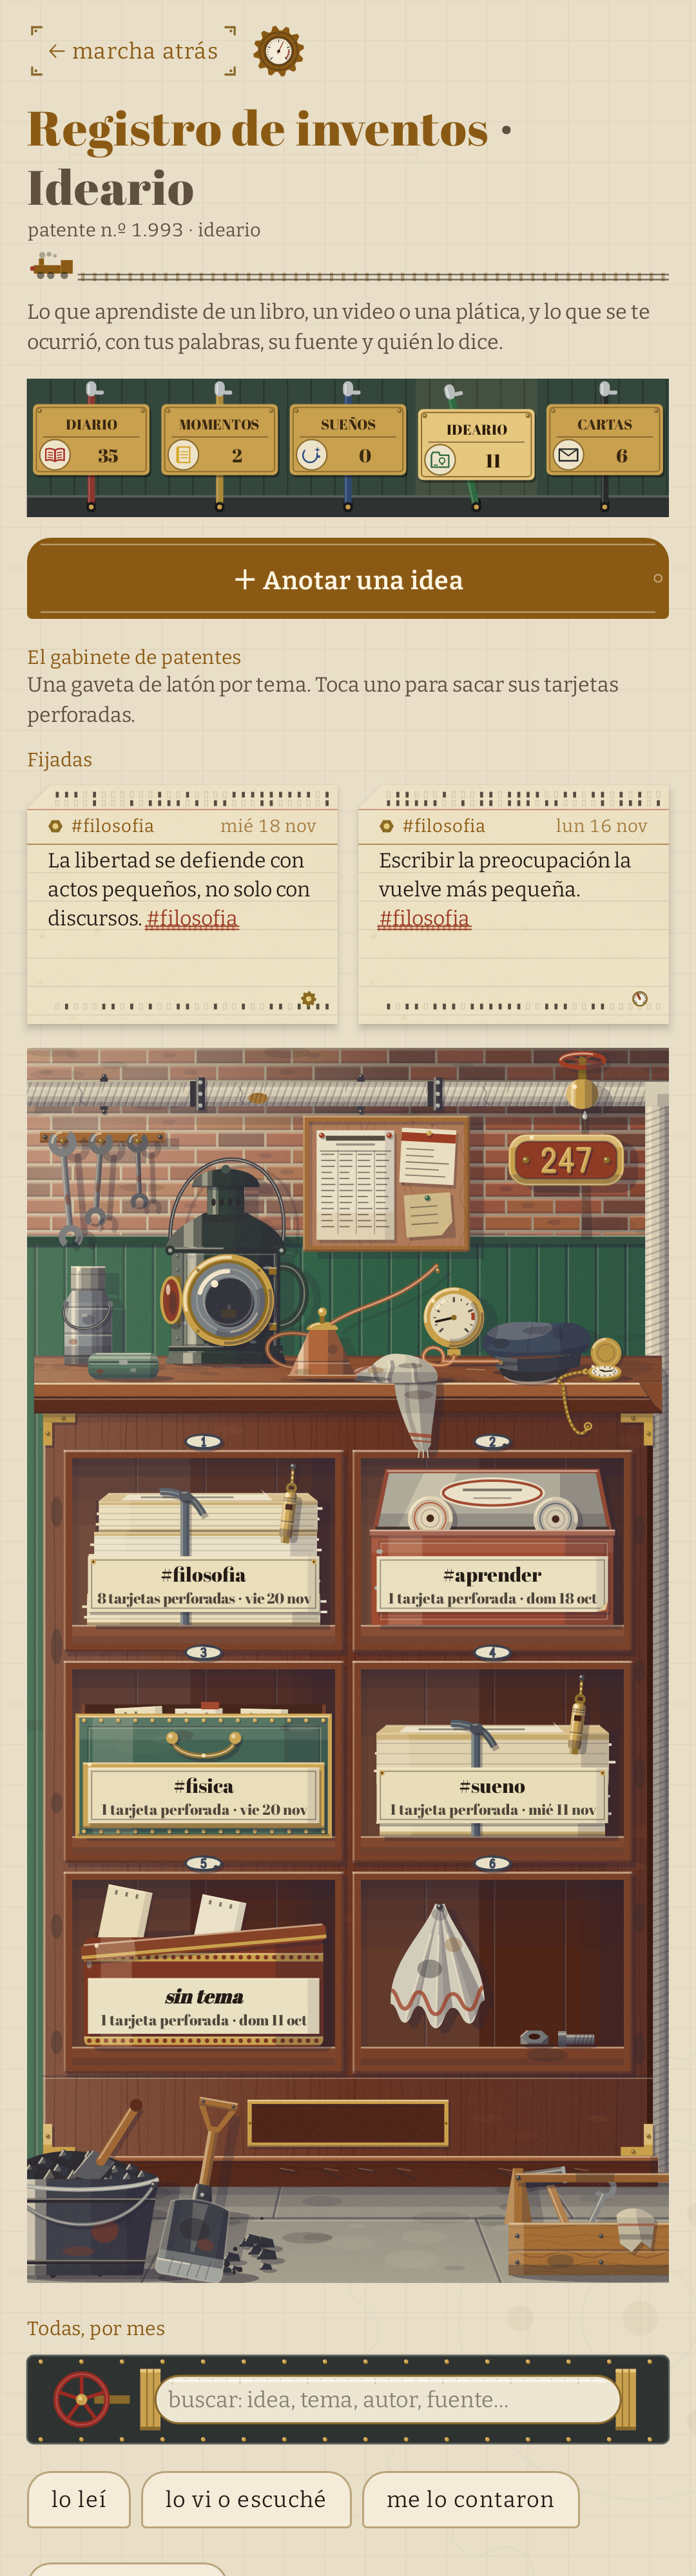 ← marcha atrás
Registro de inventos ·
Ideario
patente n.º 1.993 · ideario
Lo que aprendiste de un libro, un video o una plática, y lo que se te
ocurrió, con tus palabras, su fuente y quién lo dice.
DIARIO
35
MOMENTOS
2
SUEÑOS
0
IDEARIO
11
CARTAS
6
+ Anotar una idea
El gabinete de patentes
Una gaveta de latón por tema. Toca uno para sacar sus tarjetas
perforadas.
Fijadas
#filosofia mié 18 nov
La libertad se defiende con
actos pequeños, no solo con
discursos. #filosofia
#filosofia lun 16 nov
Escribir la preocupación la
vuelve más pequeña.
#filosofia
247
1
#filosofia
8 tarjetas perforadas · vie 20 nov
2
#aprender
1 tarjeta perforada · dom 18 oct
3
#fisica
1 tarjeta perforada · vie 20 nov
4
#sueno
1 tarjeta perforada · mié 11 nov
5
sin tema
1 tarjeta perforada · dom 11 oct
6
Todas, por mes
buscar: idea, tema, autor, fuente...
lo leí
lo vi o escuché
me lo contaron